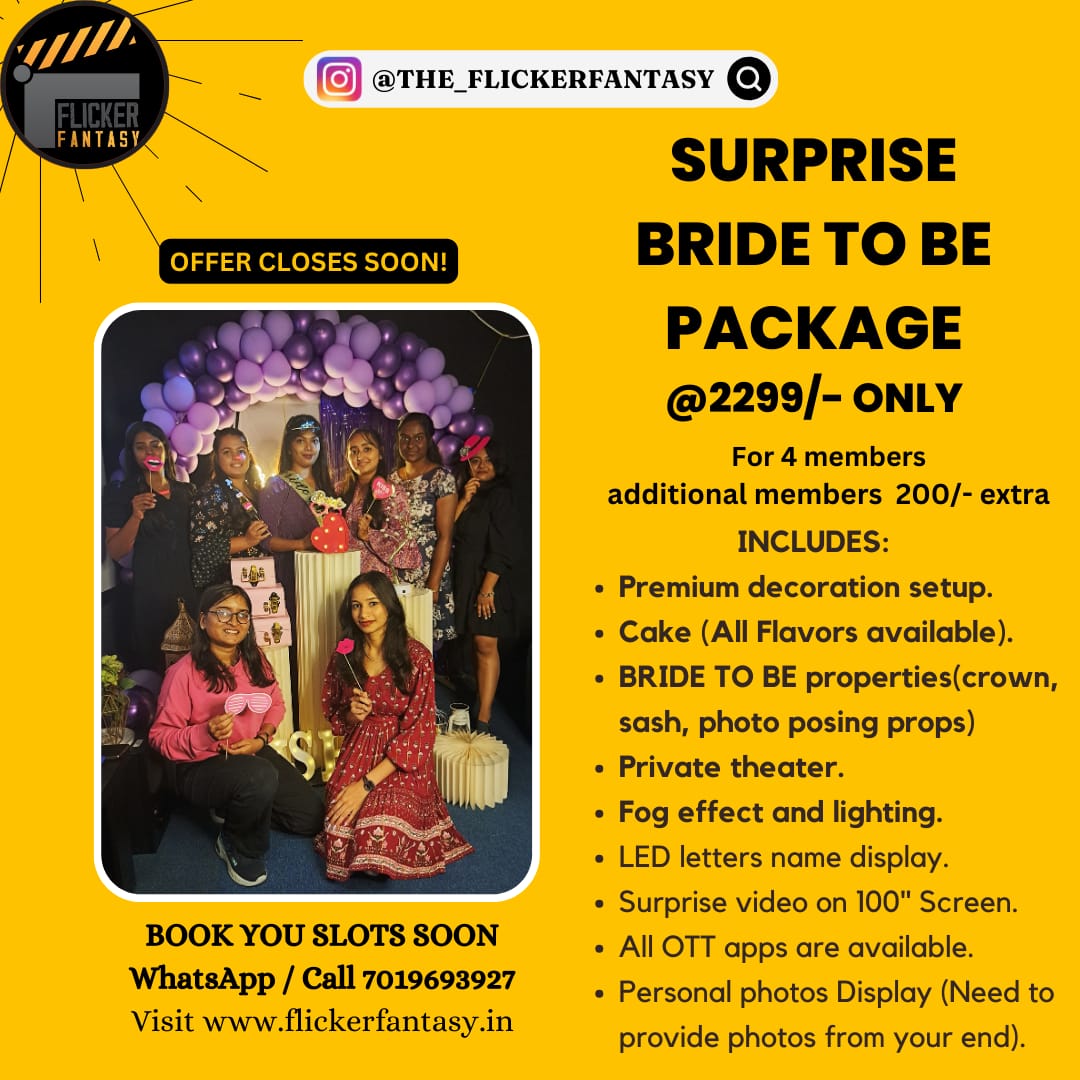 FLICKER
FANTASY
@THE_FLICKERFANTASY
SURPRISE
BRIDE TO BE
PACKAGE
@2299/- ONLY
For 4 members
additional members 200/- extra
INCLUDES:
• Premium decoration setup.
• Cake (All Flavors available).
• BRIDE TO BE properties(crown,
sash, photo posing props)
• Private theater.
• Fog effect and lighting.
• LED letters name display.
• Surprise video on 100" Screen.
• All OTT apps are available.
• Personal photos Display (Need to
provide photos from your end).
OFFER CLOSES SOON!
BOOK YOU SLOTS SOON
WhatsApp / Call 7019693927
Visit www.flickerfantasy.in